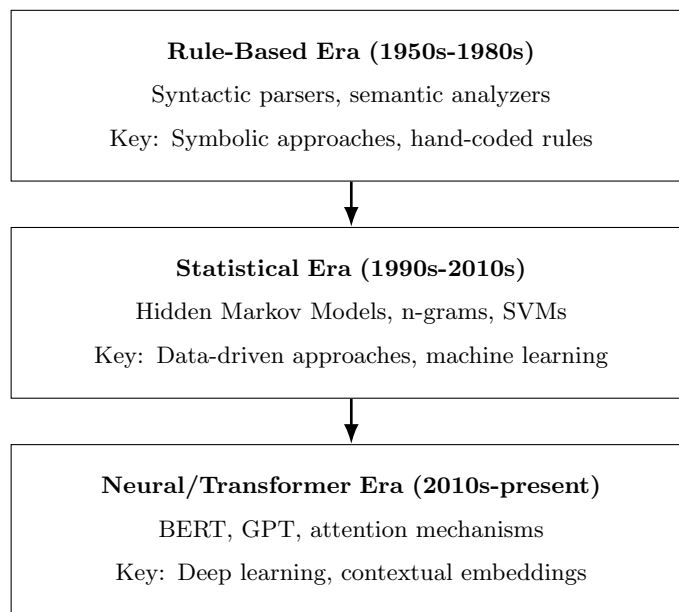 Rule-Based Era (1950s-1980s)
Syntactic parsers, semantic analyzers
Key: Symbolic approaches, hand-coded rules
Statistical Era (1990s-2010s)
Hidden Markov Models, n-grams, SVMs
Key: Data-driven approaches, machine learning
Neural/Transformer Era (2010s-present)
BERT, GPT, attention mechanisms
Key: Deep learning, contextual embeddings